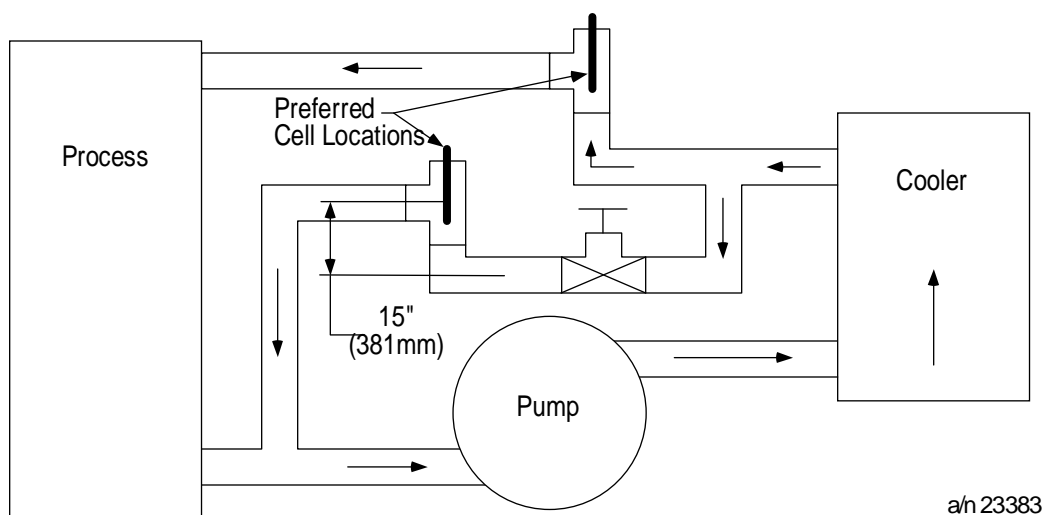 Preferred
Cell Locations
Process
Cooler
15"
(381mm)
Pump
a/n 23383